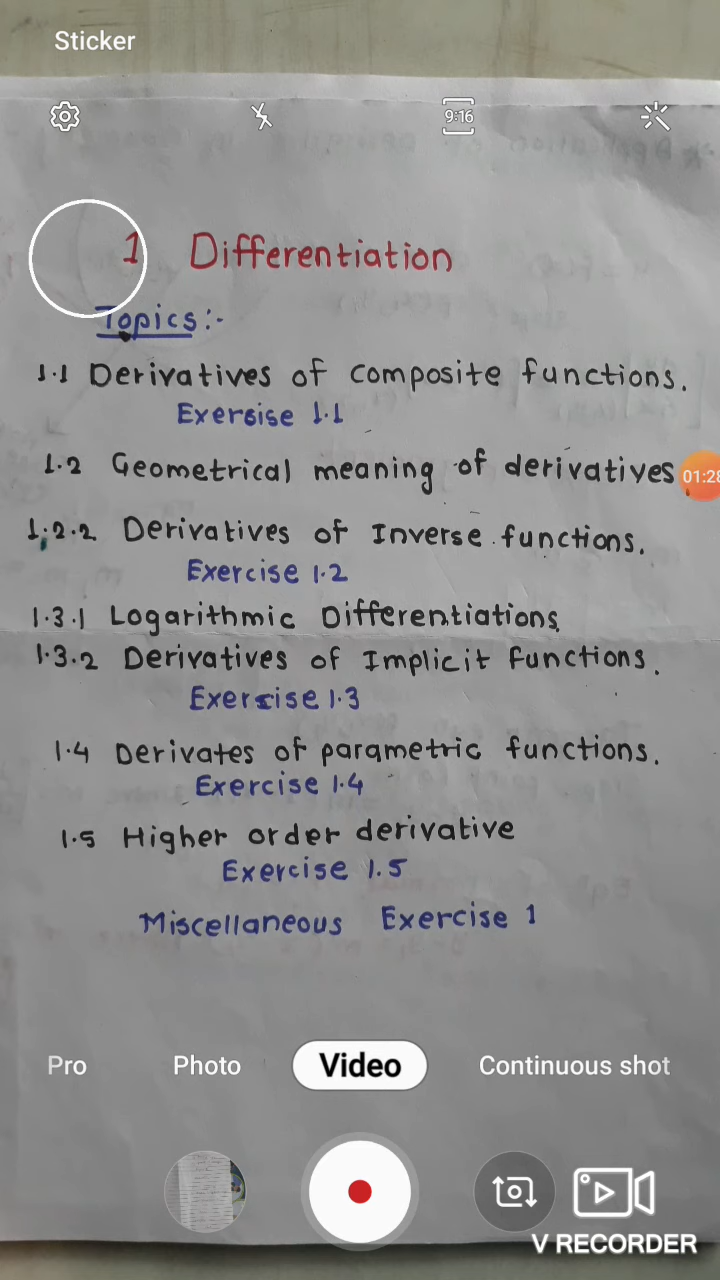 Sticker
9:16
1 Differentiation
Topics:-
1.1 Derivatives of composite functions.
Exersise 1.1
1.2 Geometrical meaning of derivatives
01:28
1.2.2 Derivatives of Inverse functions.
Exercise 1.2
1.3.1 Logarithmic Differentiations
1.3.2 Derivatives of Implicit functions.
Exercise 1.3
1.4 Derivates of parametric functions.
Exercise 1.4
1.5 Higher order derivative
Exercise 1.5
Miscellaneous Exercise 1
Pro Photo Video Continuous shot
V RECORDER